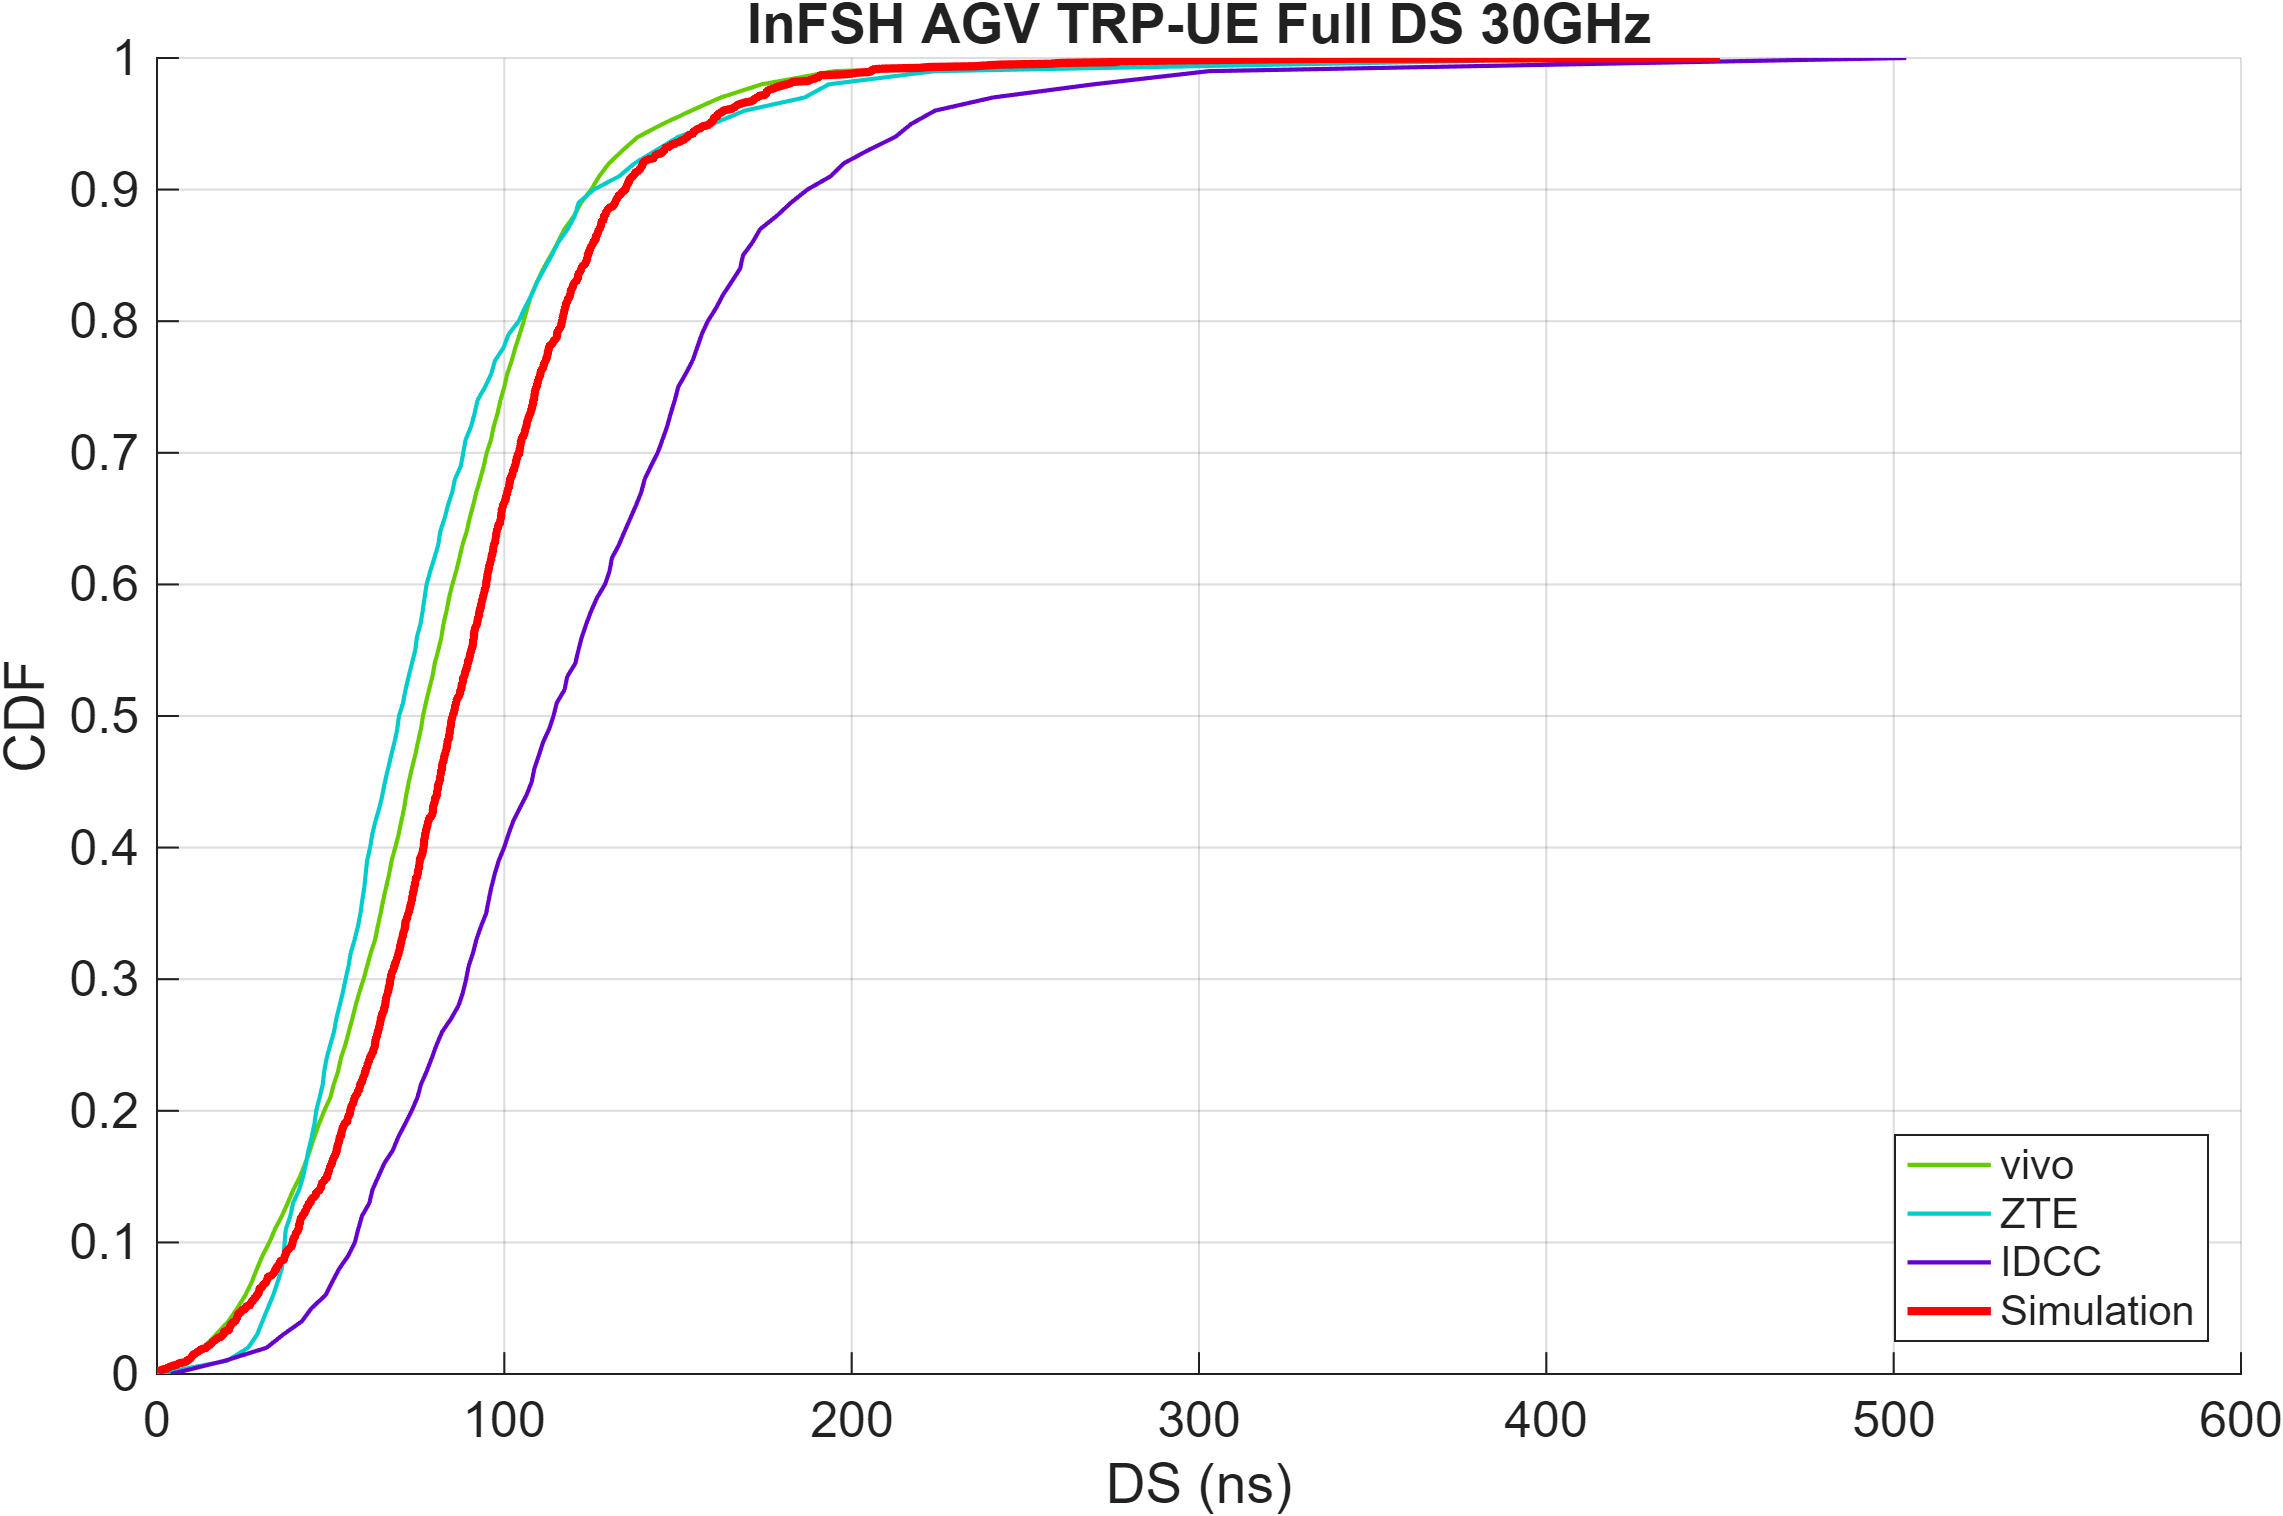 InFSH AGV TRP-UE Full DS 30GHz
1
0.9
0.8
0.7
0.6
0.5
0.4
0.3
0.2
0.1
0
CDF
0 100 200 300 400 500 600
DS (ns)
vivo
ZTE
IDCC
Simulation